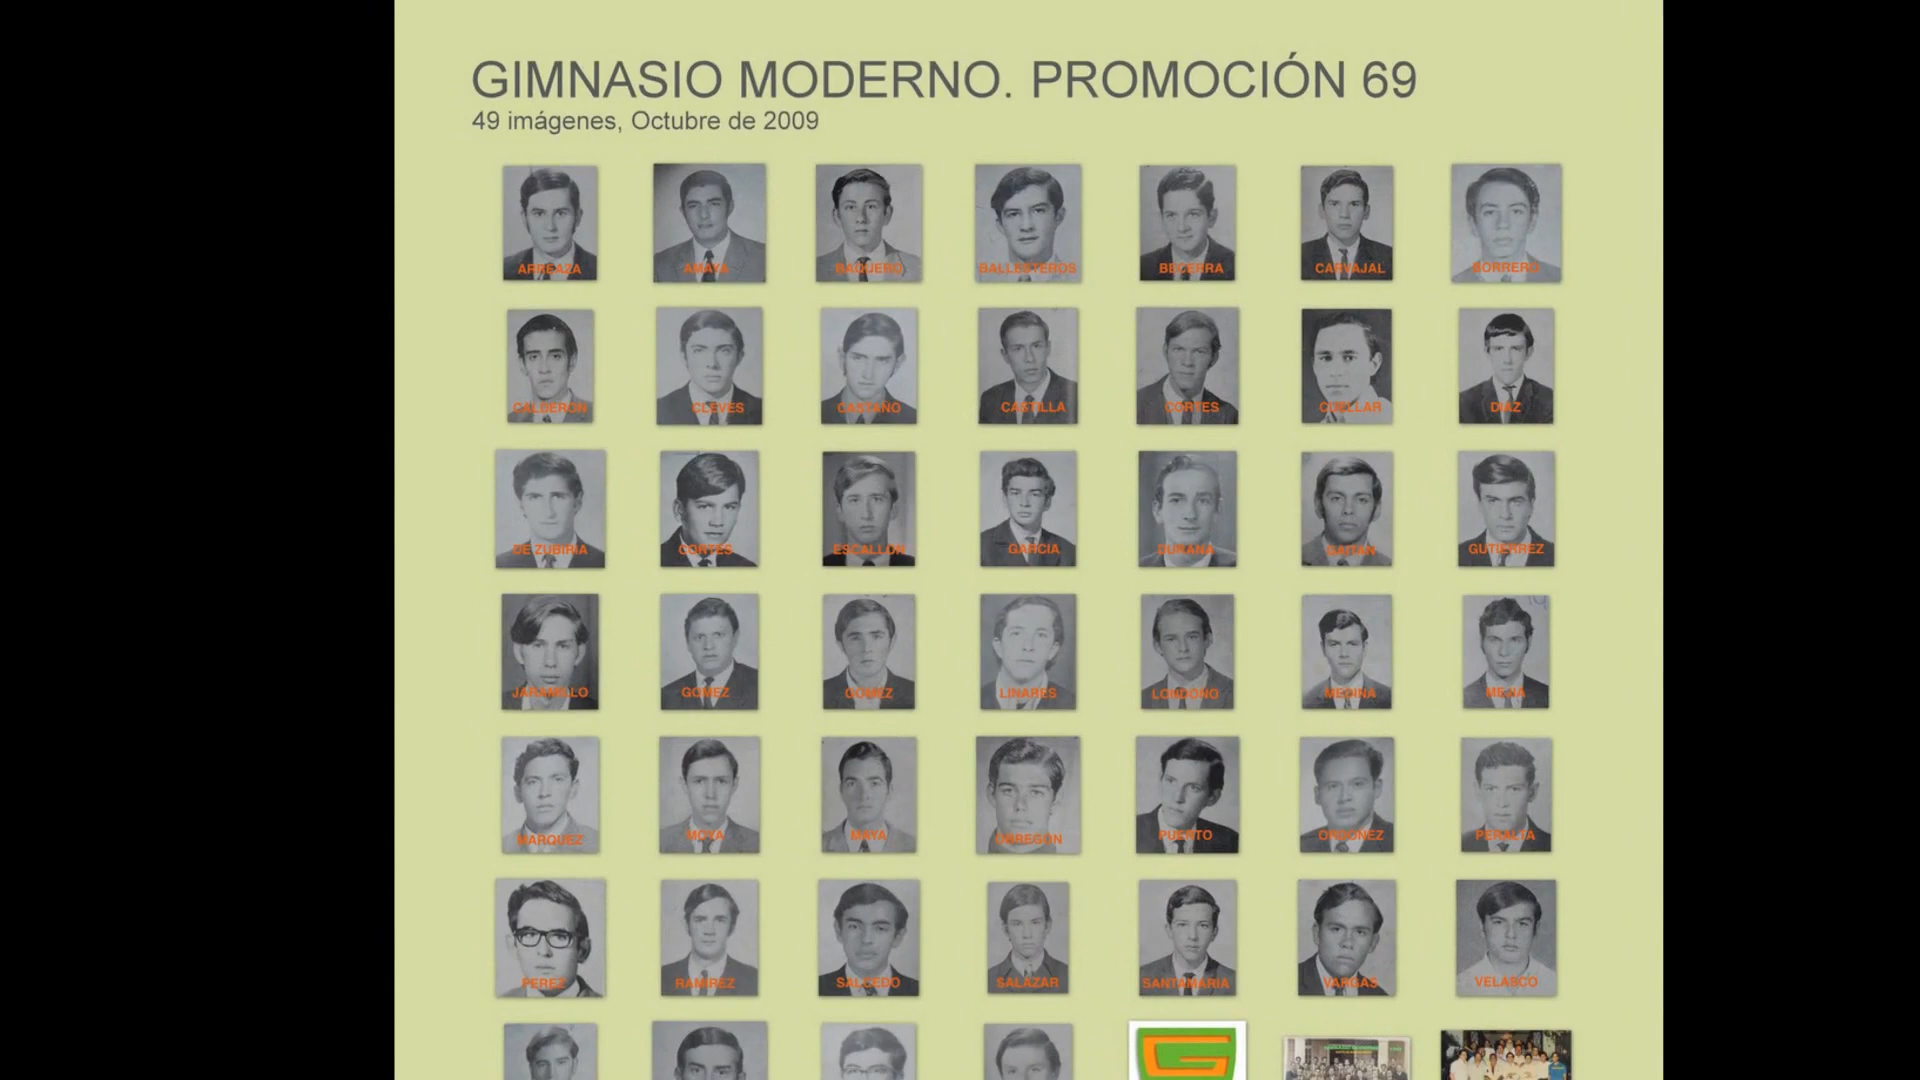 GIMNASIO MODERNO. PROMOCIÓN 69
49 imágenes, Octubre de 2009
ARREAZA AMAYA BAQUERO BALLESTEROS BECERRA CARVAJAL BORRERO
CALDERON CLEVES CASTAÑO CASTILLA CORTES CUELLAR DIAZ
DE ZUBIRIA CORTES ESCALLON GARCIA DURANA GAITAN GUTIERREZ
JARAMILLO GOMEZ GOMEZ LINARES LONDOÑO MEDINA MEJIA
MARQUEZ MOYA MAYA OBREGON PUERTO ORDOÑEZ PERALTA
PEREZ RAMIREZ SALCEDO SALAZAR SANTAMARIA VARGAS VELASCO